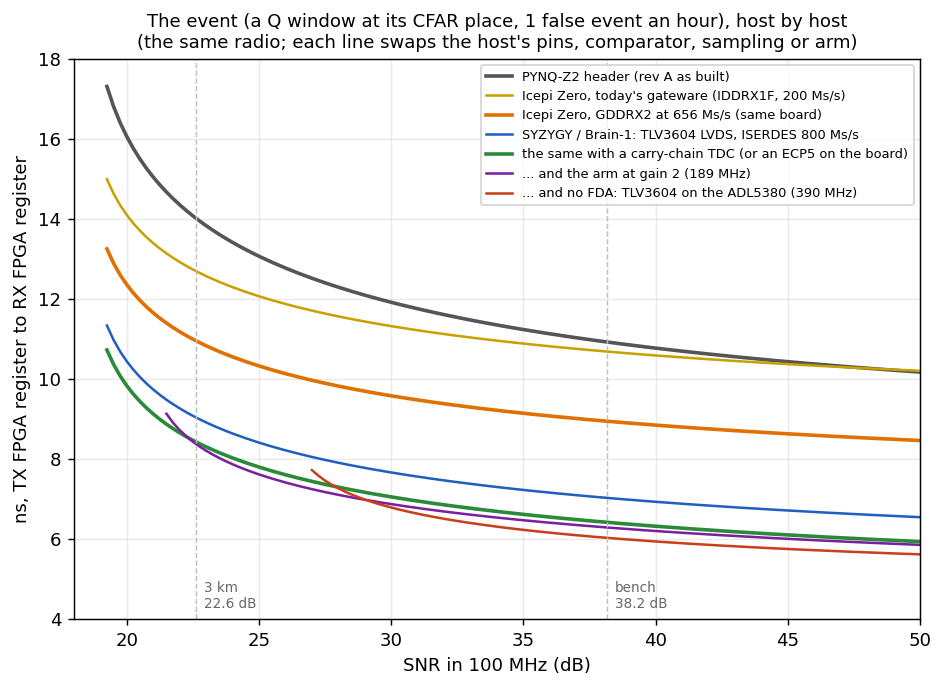 The event (a Q window at its CFAR place, 1 false event an hour), host by host
(the same radio; each line swaps the host's pins, comparator, sampling or arm)
ns, TX FPGA register to RX FPGA register
18
16
14
12
10
8
6
4
PYNQ-Z2 header (rev A as built)
Icepi Zero, today's gateware (IDDRX1F, 200 Ms/s)
Icepi Zero, GDDRX2 at 656 Ms/s (same board)
SYZYGY / Brain-1: TLV3604 LVDS, ISERDES 800 Ms/s
the same with a carry-chain TDC (or an ECP5 on the board)
... and the arm at gain 2 (189 MHz)
... and no FDA: TLV3604 on the ADL5380 (390 MHz)
3 km
22.6 dB
bench
38.2 dB
20 25 30 35 40 45 50
SNR in 100 MHz (dB)